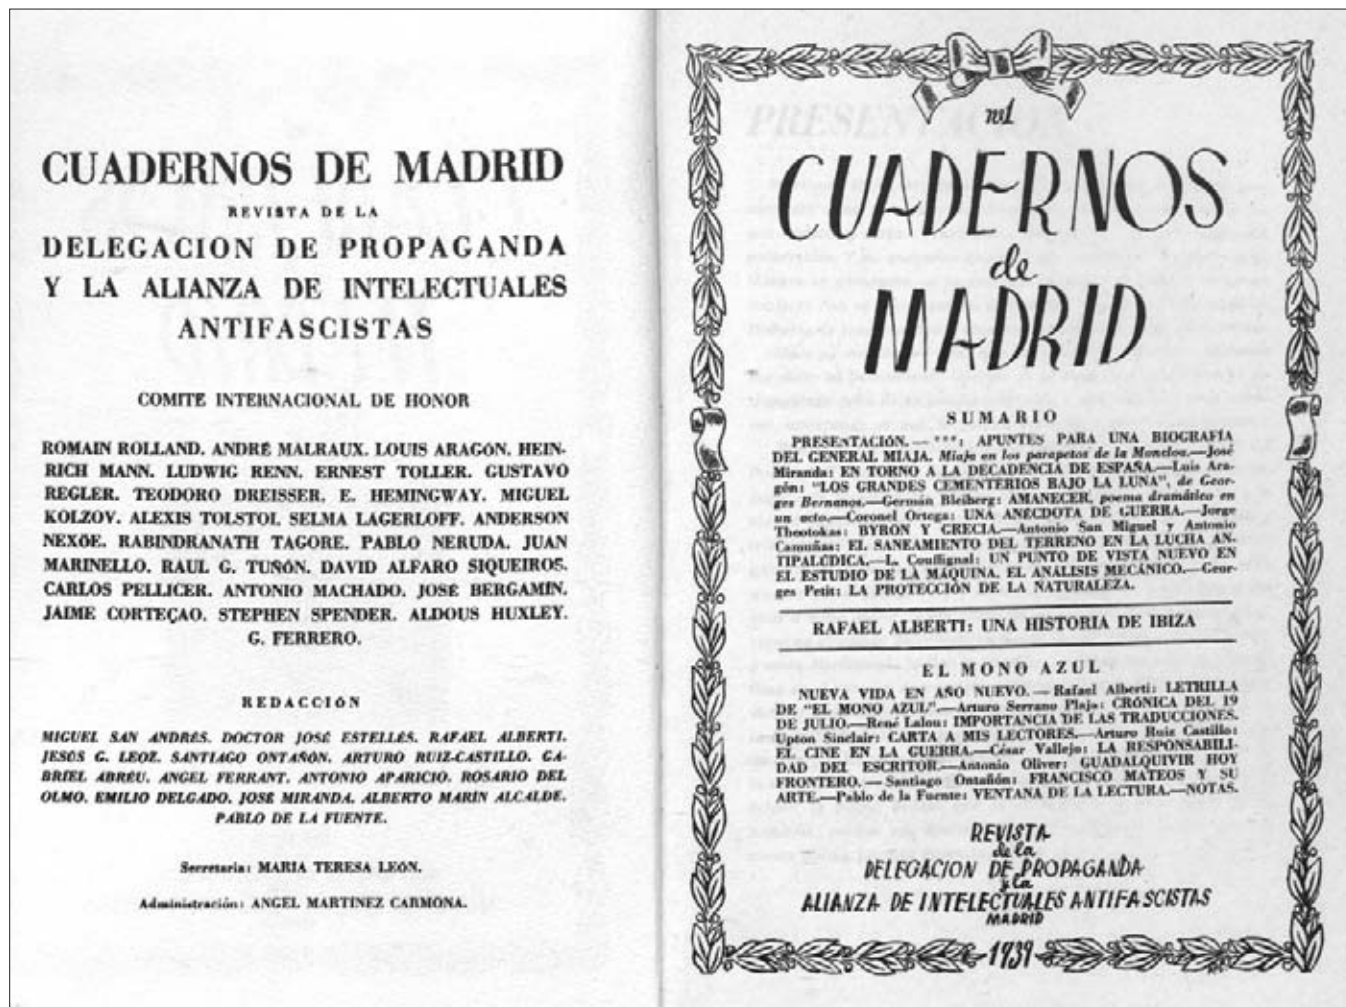 CUADERNOS DE MADRID
REVISTA DE LA
DELEGACION DE PROPAGANDA
Y LA ALIANZA DE INTELECTUALES
ANTIFASCISTAS
COMITE INTERNACIONAL DE HONOR
ROMAIN ROLLAND. ANDRÉ MALRAUX. LOUIS ARAGÓN. HEIN-
RICH MANN. LUDWIG RENN. ERNEST TOLLER. GUSTAVO
REGLER. TEODORO DREISSER. E. HEMINGWAY. MIGUEL
KOLZOV. ALEXIS TOLSTOI. SELMA LAGERLOFF. ANDERSON
NEXÖE. RABINDRANATH TAGORE. PABLO NERUDA. JUAN
MARINELLO. RAUL G. TUÑÓN. DAVID ALFARO SIQUEIROS.
CARLOS PELLICER. ANTONIO MACHADO. JOSÉ BERGAMÍN.
JAIME CORTEÇAO. STEPHEN SPENDER. ALDOUS HUXLEY.
G. FERRERO.
REDACCIÓN
MIGUEL SAN ANDRÉS. DOCTOR JOSÉ ESTELLÉS. RAFAEL ALBERTI.
JESÚS G. LEOZ. SANTIAGO ONTAÑÓN. ARTURO RUIZ-CASTILLO. GA-
BRIEL ABRÉU. ANGEL FERRANT. ANTONIO APARICIO. ROSARIO DEL
OLMO. EMILIO DELGADO. JOSÉ MIRANDA. ALBERTO MARÍN ALCALDE.
PABLO DE LA FUENTE.
Secretaria: MARIA TERESA LEÓN.
Administración: ANGEL MARTINEZ CARMONA.
nº1
CUADERNOS
de
MADRID
SUMARIO
PRESENTACIÓN.— ***: APUNTES PARA UNA BIOGRAFÍA
DEL GENERAL MIAJA. Miaja en los parapetos de la Moncloa.—José
Miranda: EN TORNO A LA DECADENCIA DE ESPAÑA.—Luis Ara-
gón: "LOS GRANDES CEMENTERIOS BAJO LA LUNA", de Geor-
ges Bernanos.—Germán Bleiberg: AMANECER, poema dramático en
un acto.—Coronel Ortega: UNA ANÉCDOTA DE GUERRA.—Jorge
Theotokas: BYRON Y GRECIA.—Antonio San Miguel y Antonio
Camuñas: EL SANEAMIENTO DEL TERRENO EN LA LUCHA AN-
TIPALÚDICA.—L. Couffignal: UN PUNTO DE VISTA NUEVO EN
EL ESTUDIO DE LA MÁQUINA. EL ANALISIS MECÁNICO.—Geor-
ges Petit: LA PROTECCIÓN DE LA NATURALEZA.
RAFAEL ALBERTI: UNA HISTORIA DE IBIZA
EL MONO AZUL
NUEVA VIDA EN AÑO NUEVO.—Rafael Alberti: LETRILLA
DE "EL MONO AZUL".—Arturo Serrano Plaja: CRÓNICA DEL 19
DE JULIO.—René Lalou: IMPORTANCIA DE LAS TRADUCCIONES.
Upton Sinclair: CARTA A MIS LECTORES.—Arturo Ruiz Castillo:
EL CINE EN LA GUERRA.—César Vallejo: LA RESPONSABILI-
DAD DEL ESCRITOR.—Antonio Oliver: GUADALQUIVIR HOY
FRONTERO.—Santiago Ontañón: FRANCISCO MATEOS Y SU
ARTE.—Pablo de la Fuente: VENTANA DE LA LECTURA.—NOTAS.
REVISTA
de la
DELEGACION DE PROPAGANDA
y la
ALIANZA DE INTELECTUALES ANTIFASCISTAS
MADRID
1939